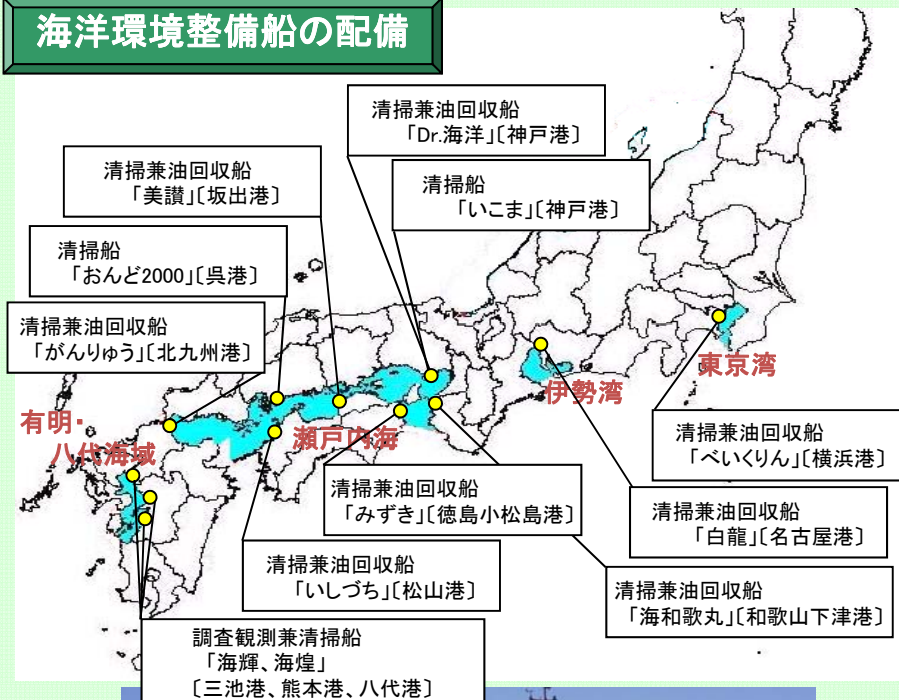 海洋環境整備船の配備
清掃兼油回収船
「Dr.海洋」〔神戸港〕
清掃船
「いこま」〔神戸港〕
清掃兼油回収船
「美讃」〔坂出港〕
清掃船
「おんど2000」〔呉港〕
清掃兼油回収船
「がんりゅう」〔北九州港〕
東京湾
伊勢湾
瀬戸内海
有明・
八代海域
清掃兼油回収船
「べいくりん」〔横浜港〕
清掃兼油回収船
「みずき」〔徳島小松島港〕
清掃兼油回収船
「白龍」〔名古屋港〕
清掃兼油回収船
「いしづち」〔松山港〕
清掃兼油回収船
「海和歌丸」〔和歌山下津港〕
調査観測兼清掃船
「海輝、海煌」
〔三池港、熊本港、八代港〕